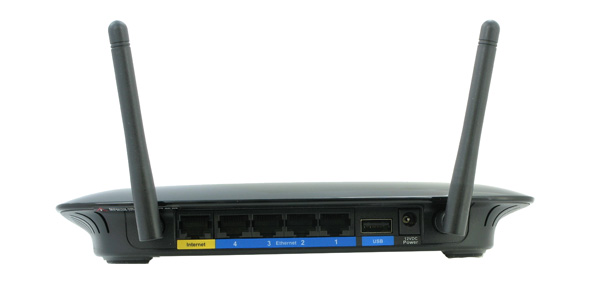 Internet
4 3 Ethernet 2 1
USB
12VDC
Power